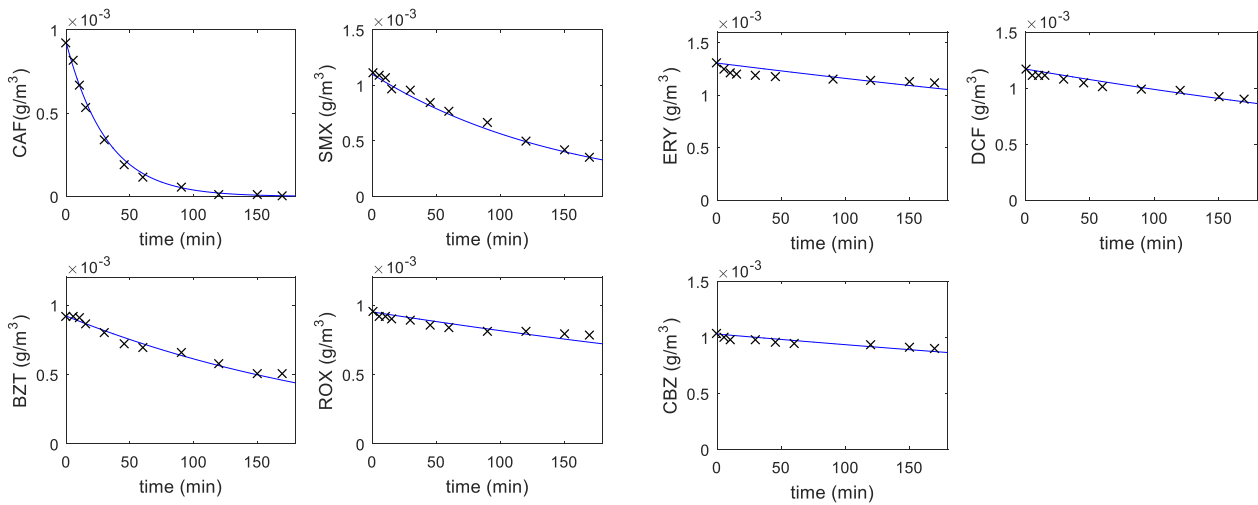 ×10⁻³
1
0.5
0
CAF(g/m³)
0 50 100 150
time (min)
×10⁻³
1.5
1
0.5
0
SMX (g/m³)
0 50 100 150
time (min)
×10⁻³
1.5
1
0.5
0
ERY (g/m³)
0 50 100 150
time (min)
×10⁻³
1.5
1
0.5
0
DCF (g/m³)
0 50 100 150
time (min)
×10⁻³
1
0.5
0
BZT (g/m³)
0 50 100 150
time (min)
×10⁻³
1
0.5
0
ROX (g/m³)
0 50 100 150
time (min)
×10⁻³
1.5
1
0.5
0
CBZ (g/m³)
0 50 100 150
time (min)